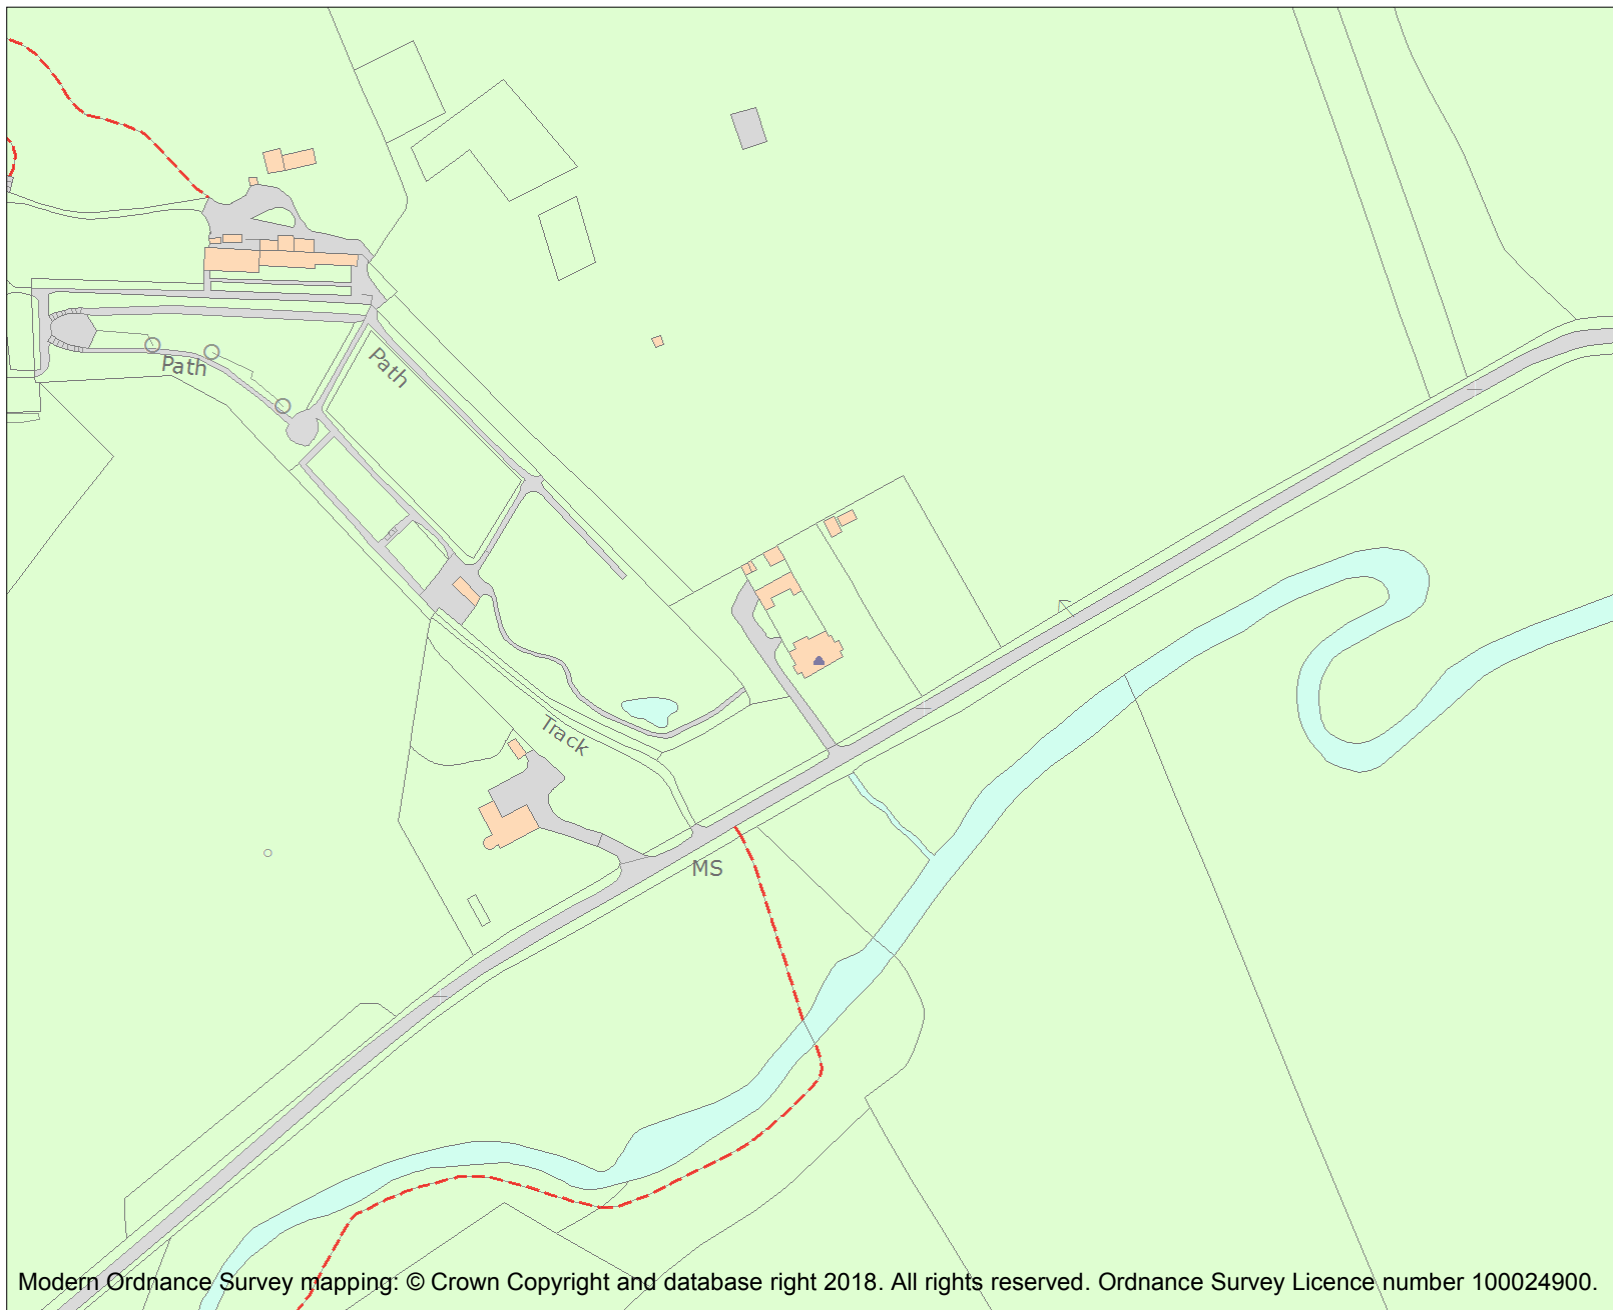 Path
Path
Track
MS
Modern Ordnance Survey mapping: © Crown Copyright and database right 2018. All rights reserved. Ordnance Survey Licence number 100024900.